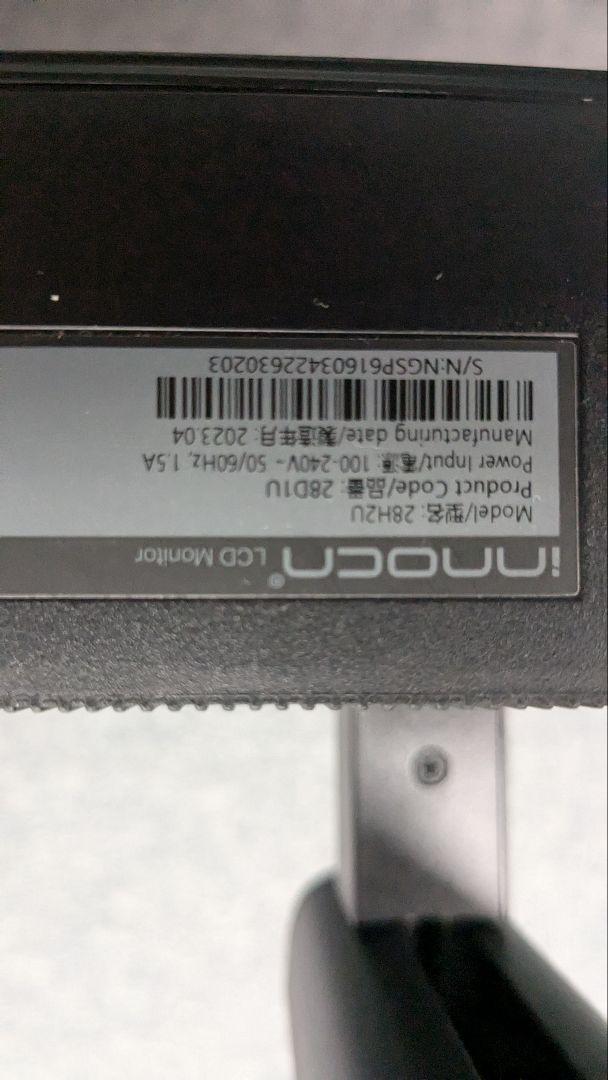 innocn® LCD Monitor
Model/型名: 28H2U
Product Code/品番: 28D1U
Power Input/電源: 100-240V ~ 50/60Hz, 1.5A
Manufacturing date/製造年月: 2023.04
S/N:NGSP616034422630203